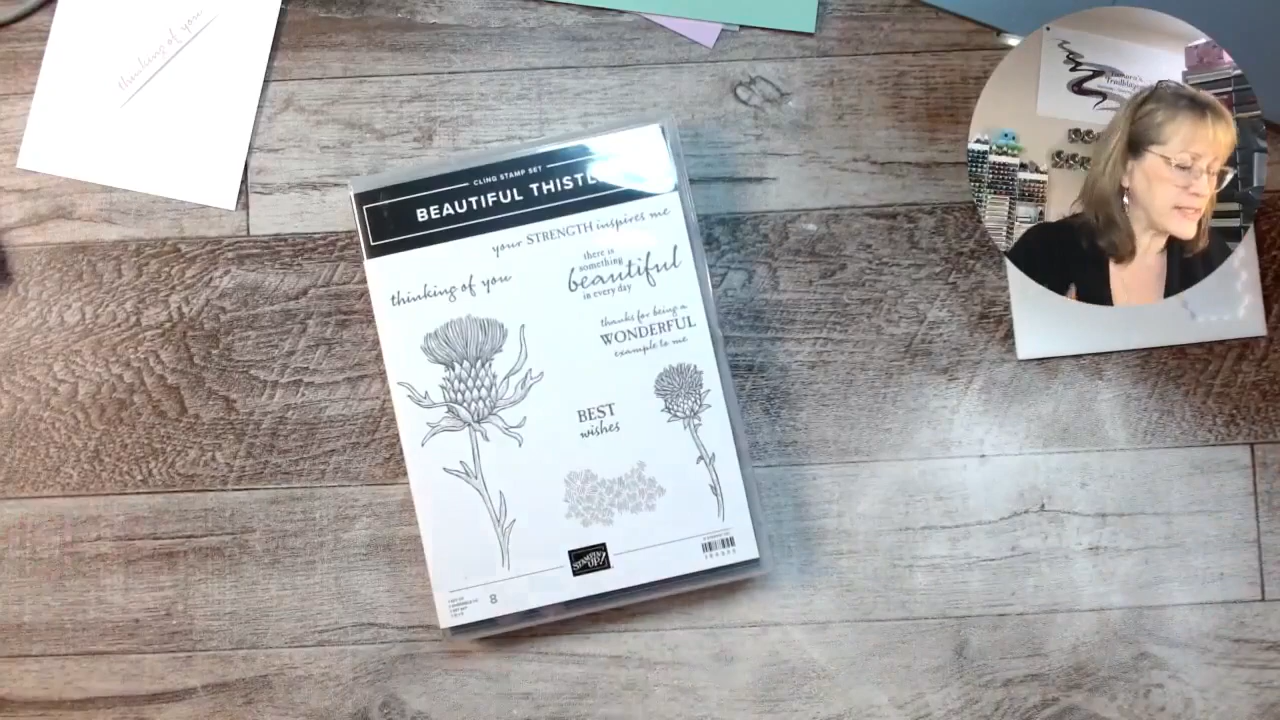 thinking of you
CLING STAMP SET
BEAUTIFUL THISTLE
your STRENGTH inspires me
there is
something
beautiful
in every day
thinking of you
thanks for being a
WONDERFUL
example to me
BEST
wishes
STAMPIN' UP!
8